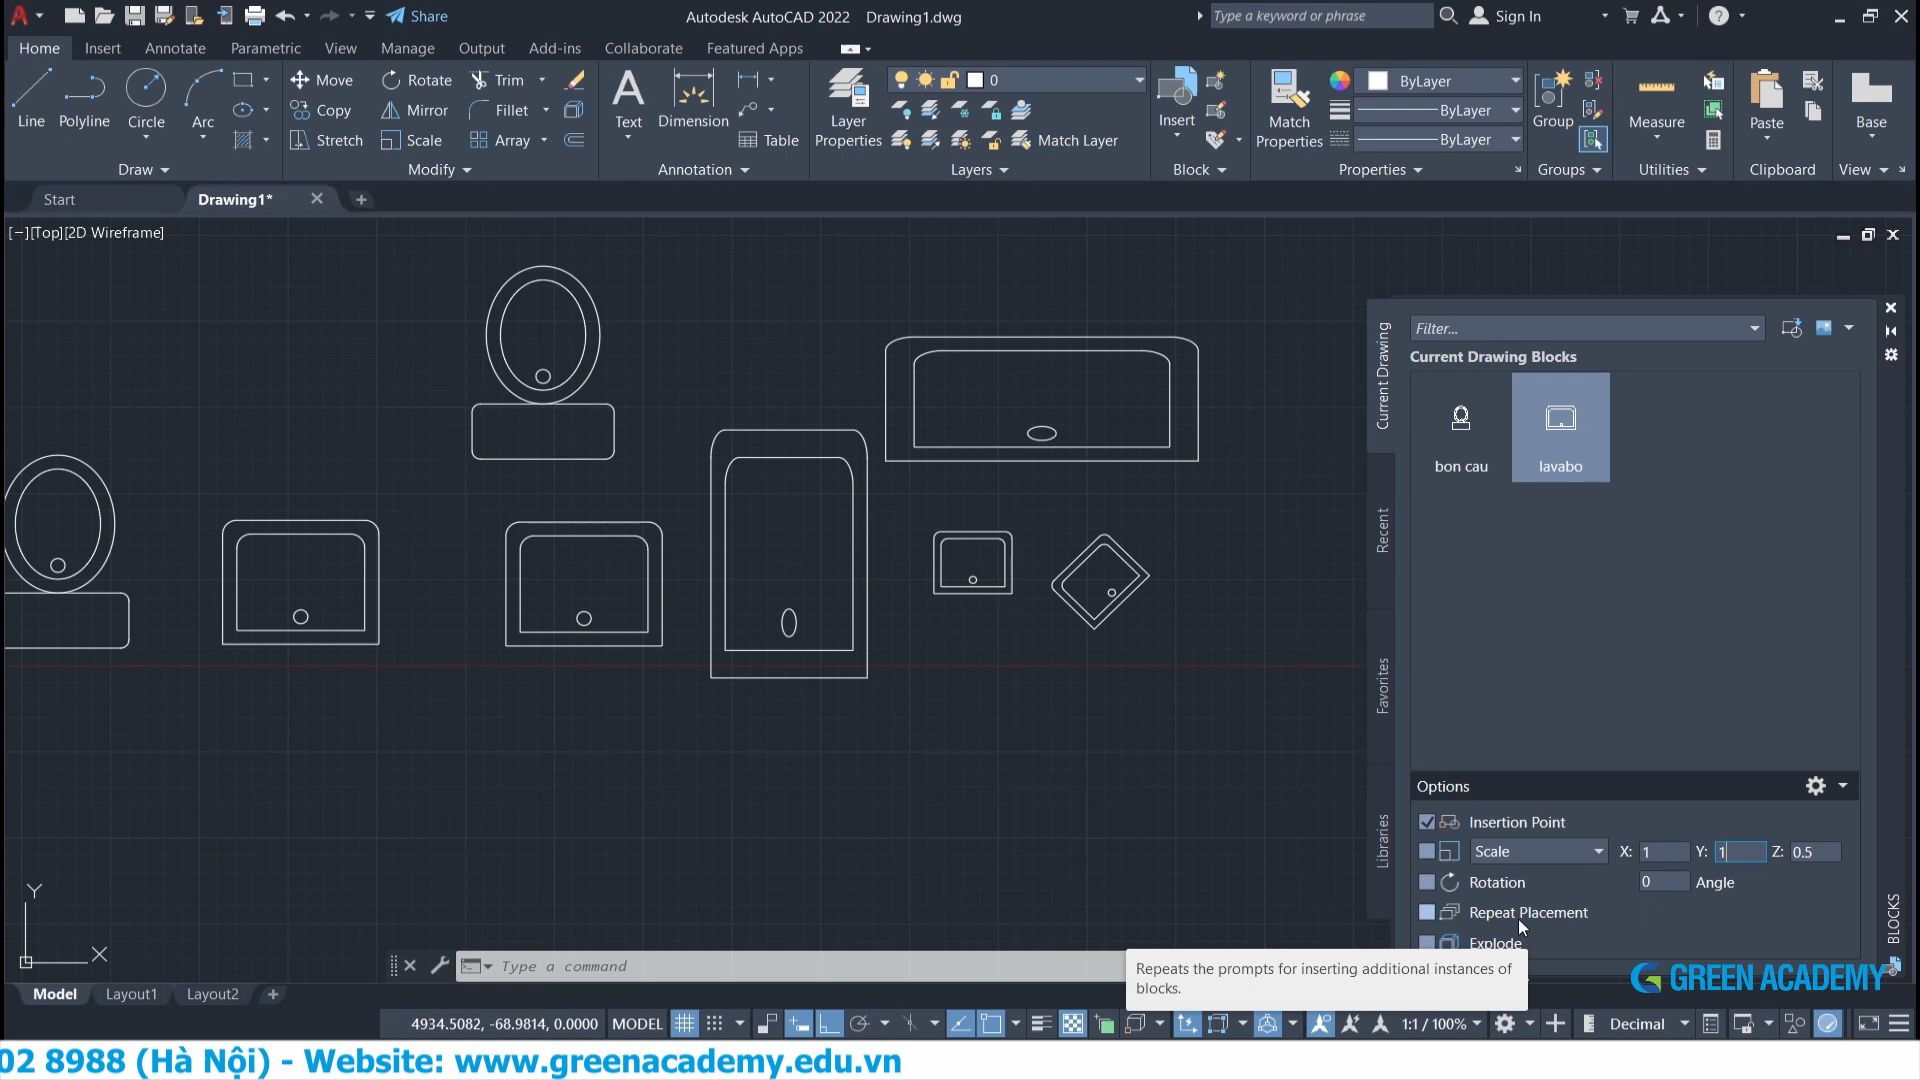 Share
Autodesk AutoCAD 2022 Drawing1.dwg
Type a keyword or phrase
Sign In
Home Insert Annotate Parametric View Manage Output Add-ins Collaborate Featured Apps
Line Polyline Circle Arc
Move Rotate Trim
Copy Mirror Fillet
Stretch Scale Array
Text Dimension Table
Layer Properties
0
Match Layer
Insert
Match Properties
ByLayer
ByLayer
ByLayer
Group
Measure
Paste
Base
Draw Modify Annotation Layers Block Properties Groups Utilities Clipboard View
Start Drawing1*
[−][Top][2D Wireframe]
Current Drawing
Recent
Favorites
Libraries
Filter...
Current Drawing Blocks
bon cau lavabo
Options
Insertion Point
Scale X: 1 Y: 1 Z: 0.5
Rotation 0 Angle
Repeat Placement
Explode
BLOCKS
Repeats the prompts for inserting additional instances of
blocks.
GREEN ACADEMY
Y
X
Type a command
Model Layout1 Layout2
4934.5082, -68.9814, 0.0000 MODEL 1:1 / 100% Decimal
02 8988 (Hà Nội) - Website: www.greenacademy.edu.vn